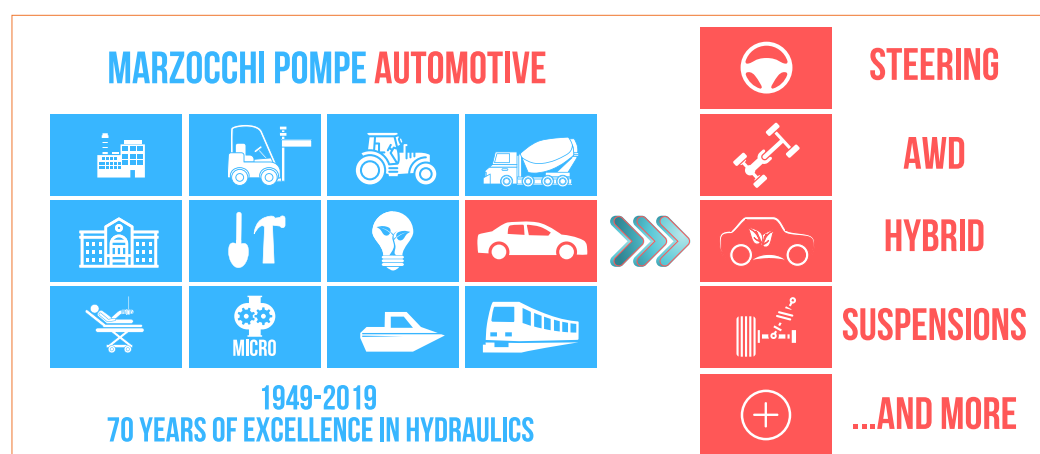 MARZOCCHI POMPE AUTOMOTIVE
MICRO
1949-2019
70 YEARS OF EXCELLENCE IN HYDRAULICS
STEERING
AWD
HYBRID
SUSPENSIONS
...AND MORE